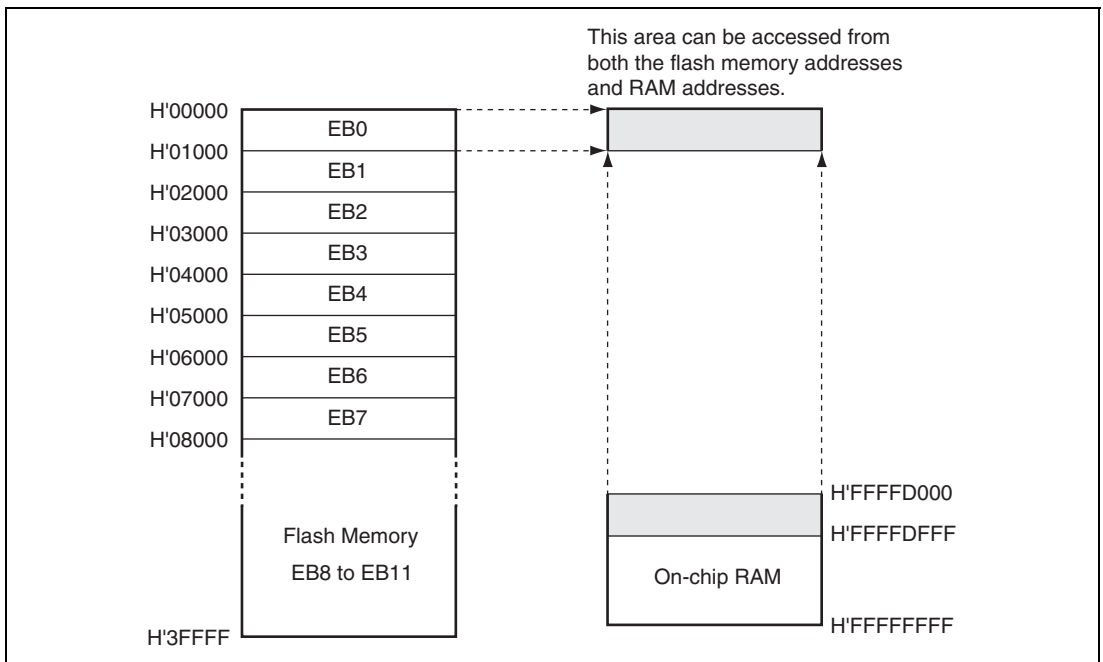 This area can be accessed from
both the flash memory addresses
and RAM addresses.
H'00000
EB0
H'01000
EB1
H'02000
EB2
H'03000
EB3
H'04000
EB4
H'05000
EB5
H'06000
EB6
H'07000
EB7
H'08000
H'FFFFD000
Flash Memory
H'FFFFDFFF
EB8 to EB11
On-chip RAM
H'3FFFF
H'FFFFFFFF